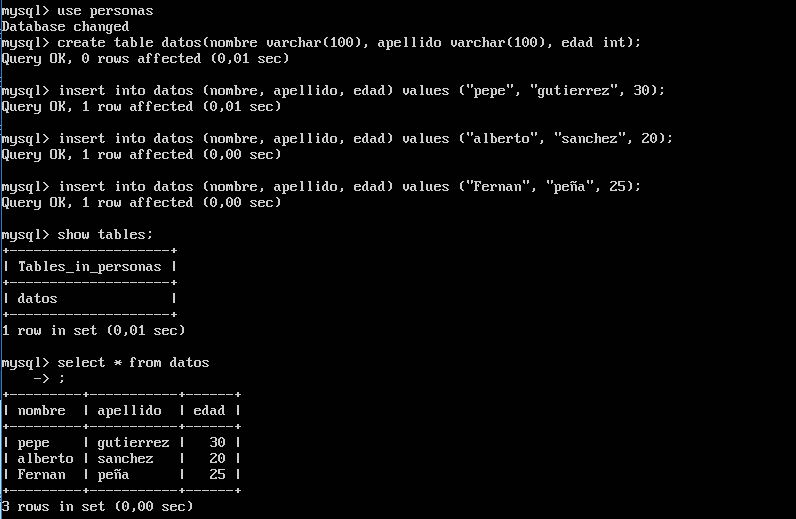 mysql> use personas
Database changed
mysql> create table datos(nombre varchar(100), apellido varchar(100), edad int);
Query OK, 0 rows affected (0,01 sec)

mysql> insert into datos (nombre, apellido, edad) values ("pepe", "gutierrez", 30);
Query OK, 1 row affected (0,01 sec)

mysql> insert into datos (nombre, apellido, edad) values ("alberto", "sanchez", 20);
Query OK, 1 row affected (0,00 sec)

mysql> insert into datos (nombre, apellido, edad) values ("Fernan", "peña", 25);
Query OK, 1 row affected (0,00 sec)

mysql> show tables;
+--------------------+
| Tables_in_personas |
+--------------------+
| datos              |
+--------------------+
1 row in set (0,01 sec)

mysql> select * from datos
    -> ;
+---------+-----------+------+
| nombre  | apellido  | edad |
+---------+-----------+------+
| pepe    | gutierrez |   30 |
| alberto | sanchez   |   20 |
| Fernan  | peña      |   25 |
+---------+-----------+------+
3 rows in set (0,00 sec)